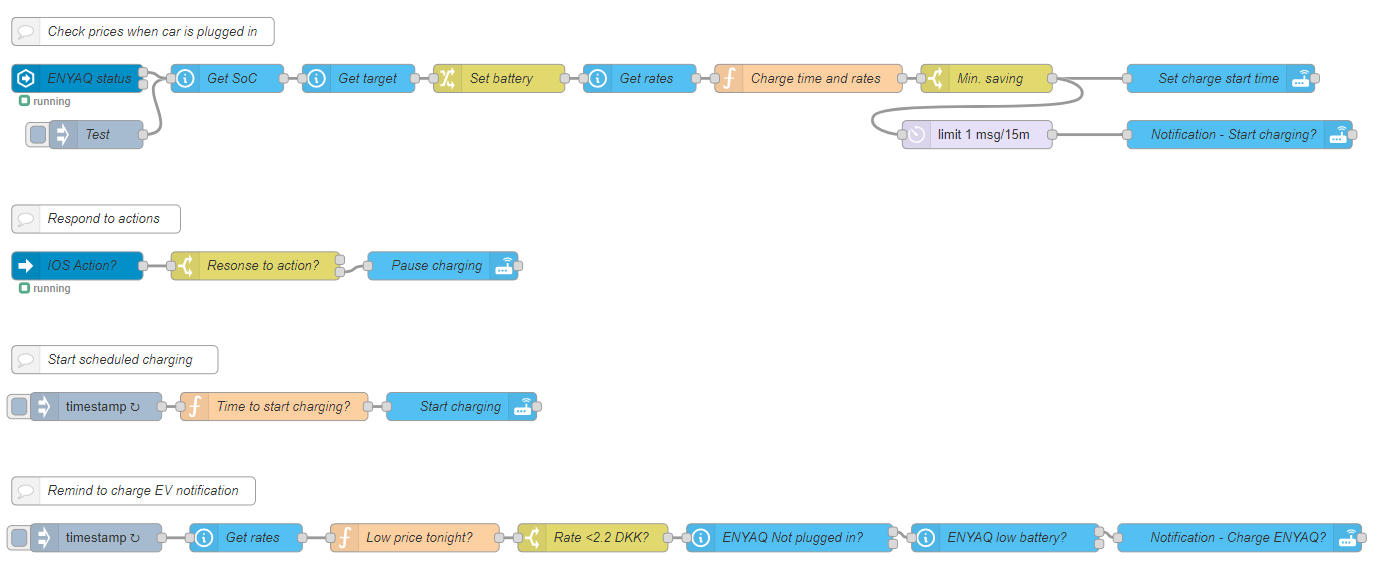 Check prices when car is plugged in
ENYAQ status
Get SoC
Get target
Set battery
Get rates
Charge time and rates
Min. saving
Set charge start time
running
Test
limit 1 msg/15m
Notification - Start charging?
Respond to actions
IOS Action?
Resonse to action?
Pause charging
running
Start scheduled charging
timestamp ↻
Time to start charging?
Start charging
Remind to charge EV notification
timestamp ↻
Get rates
Low price tonight?
Rate <2.2 DKK?
ENYAQ Not plugged in?
ENYAQ low battery?
Notification - Charge ENYAQ?